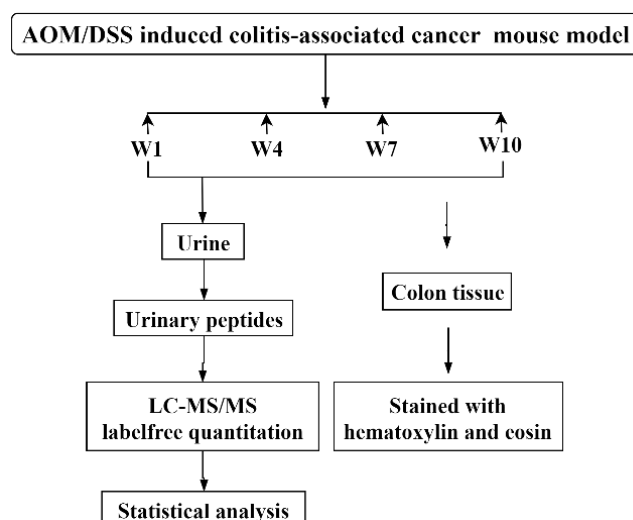 AOM/DSS induced colitis-associated cancer mouse model
W1
W4
W7
W10
Urine
Urinary peptides
LC-MS/MS
labelfree quantitation
Statistical analysis
Colon tissue
Stained with
hematoxylin and eosin